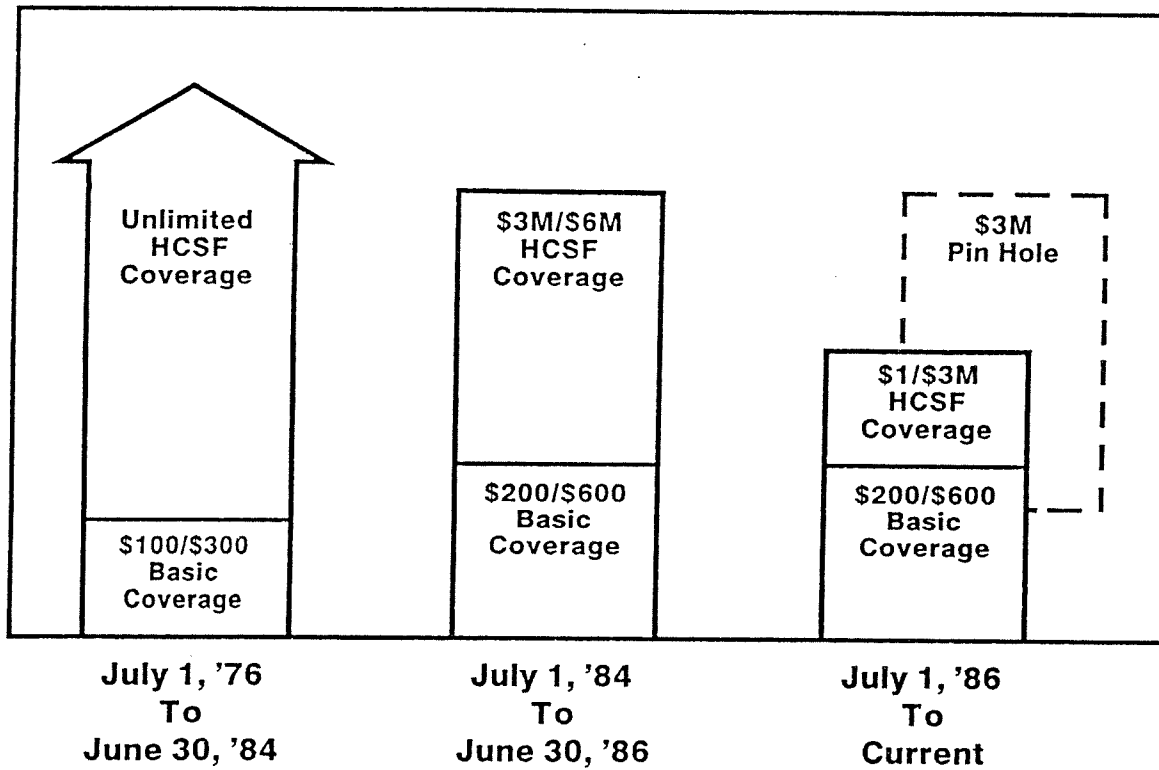 Unlimited
HCSF
Coverage
$100/$300
Basic
Coverage
July 1, '76
To
June 30, '84
$3M/$6M
HCSF
Coverage
$200/$600
Basic
Coverage
July 1, '84
To
June 30, '86
$3M
Pin Hole
$1/$3M
HCSF
Coverage
$200/$600
Basic
Coverage
July 1, '86
To
Current